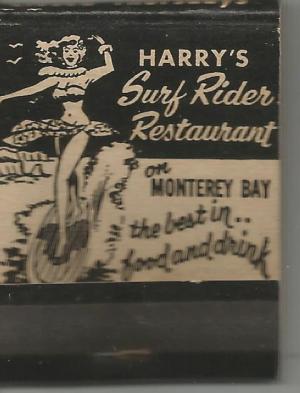 HARRY'S
Surf Rider
Restaurant
on
MONTEREY BAY
the best in..
food and drink